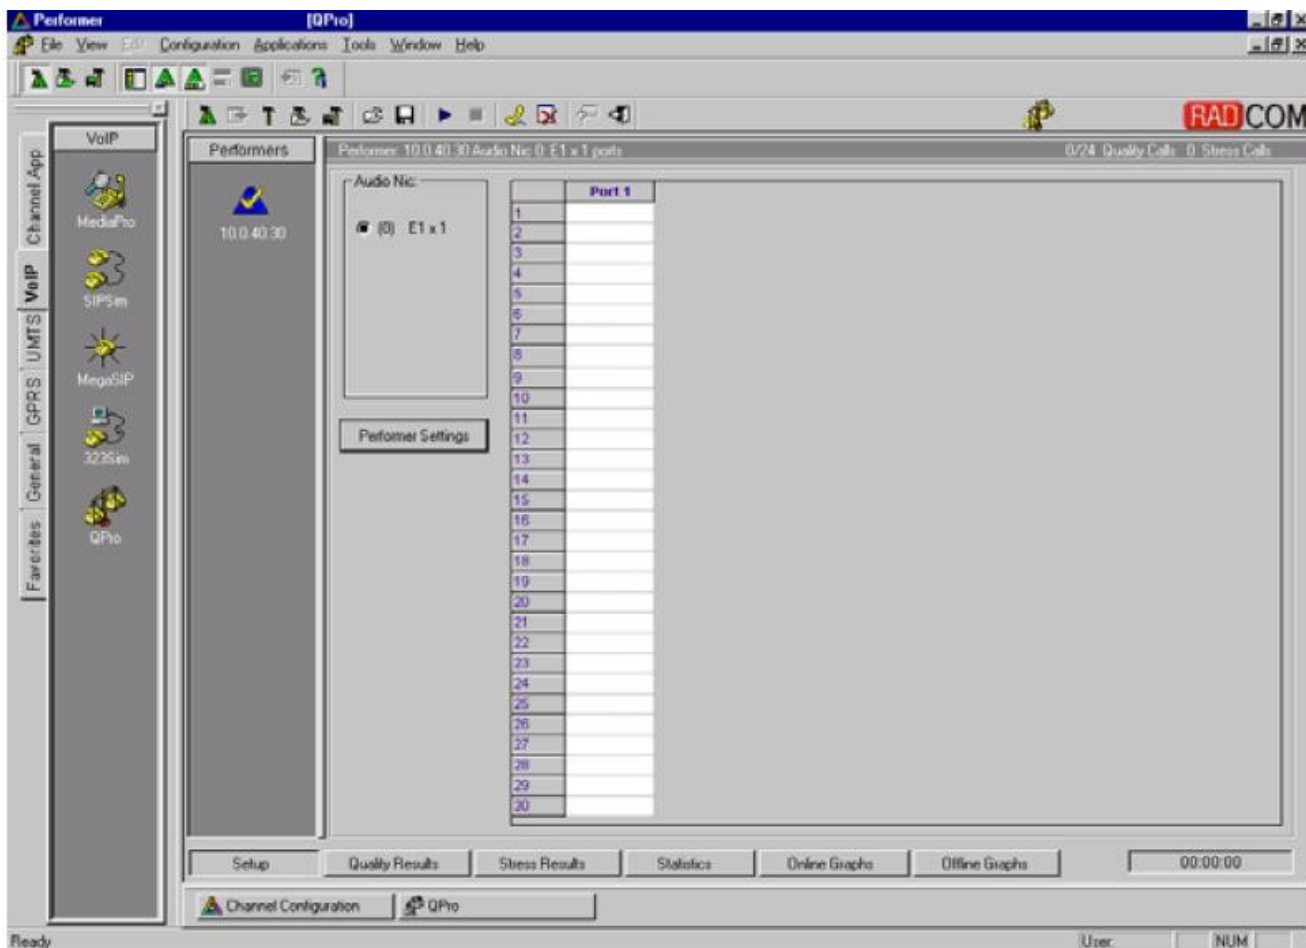 Performer [QPro]
File View Edit Configuration Applications Tools Window Help
RADCOM
VoIP
Performers
Performer: 10.0.40.30 Audio Nic 0: E1 x 1 ports
0/24 Quality Calls 0 Stress Calls
Channel App
VoIP
UMTS
GPRS
General
Favorites
MediaPro
SIPSim
MegaSIP
323Sim
QPro
10.0.40.30
Audio Nic:
(0) E1 x 1
Performer Settings
Port 1
1
2
3
4
5
6
7
8
9
10
11
12
13
14
15
16
17
18
19
20
21
22
23
24
25
26
27
28
29
30
Setup
Quality Results
Stress Results
Statistics
Online Graphs
Offline Graphs
00:00:00
Channel Configuration
QPro
Ready
User:
NUM